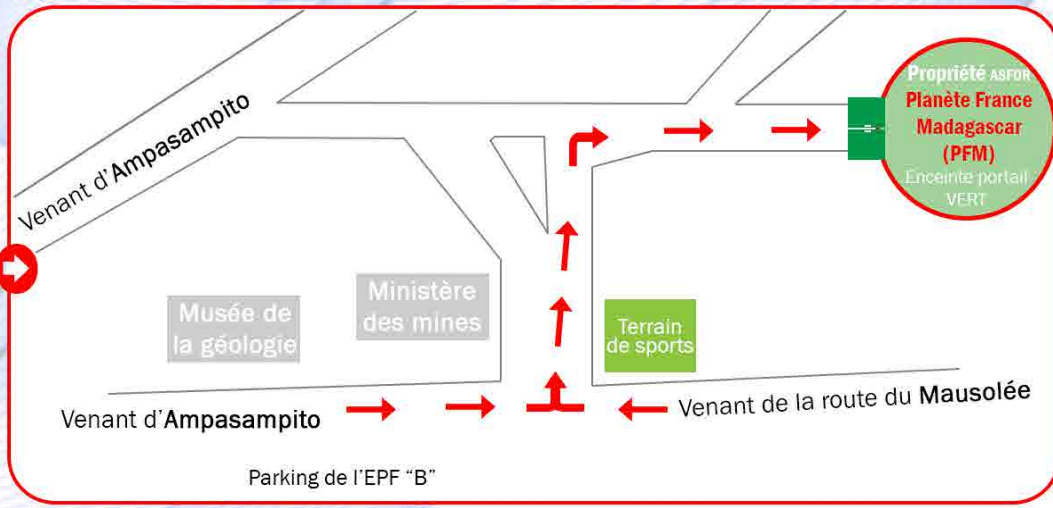 Propriété ASFOR
Planète France
Madagascar
(PFM)
Enceinte portail
VERT
Venant d'Ampasampito
Musée de
la géologie
Ministère
des mines
Terrain
de sports
Venant d'Ampasampito
Venant de la route du Mausolée
Parking de l'EPF “B”